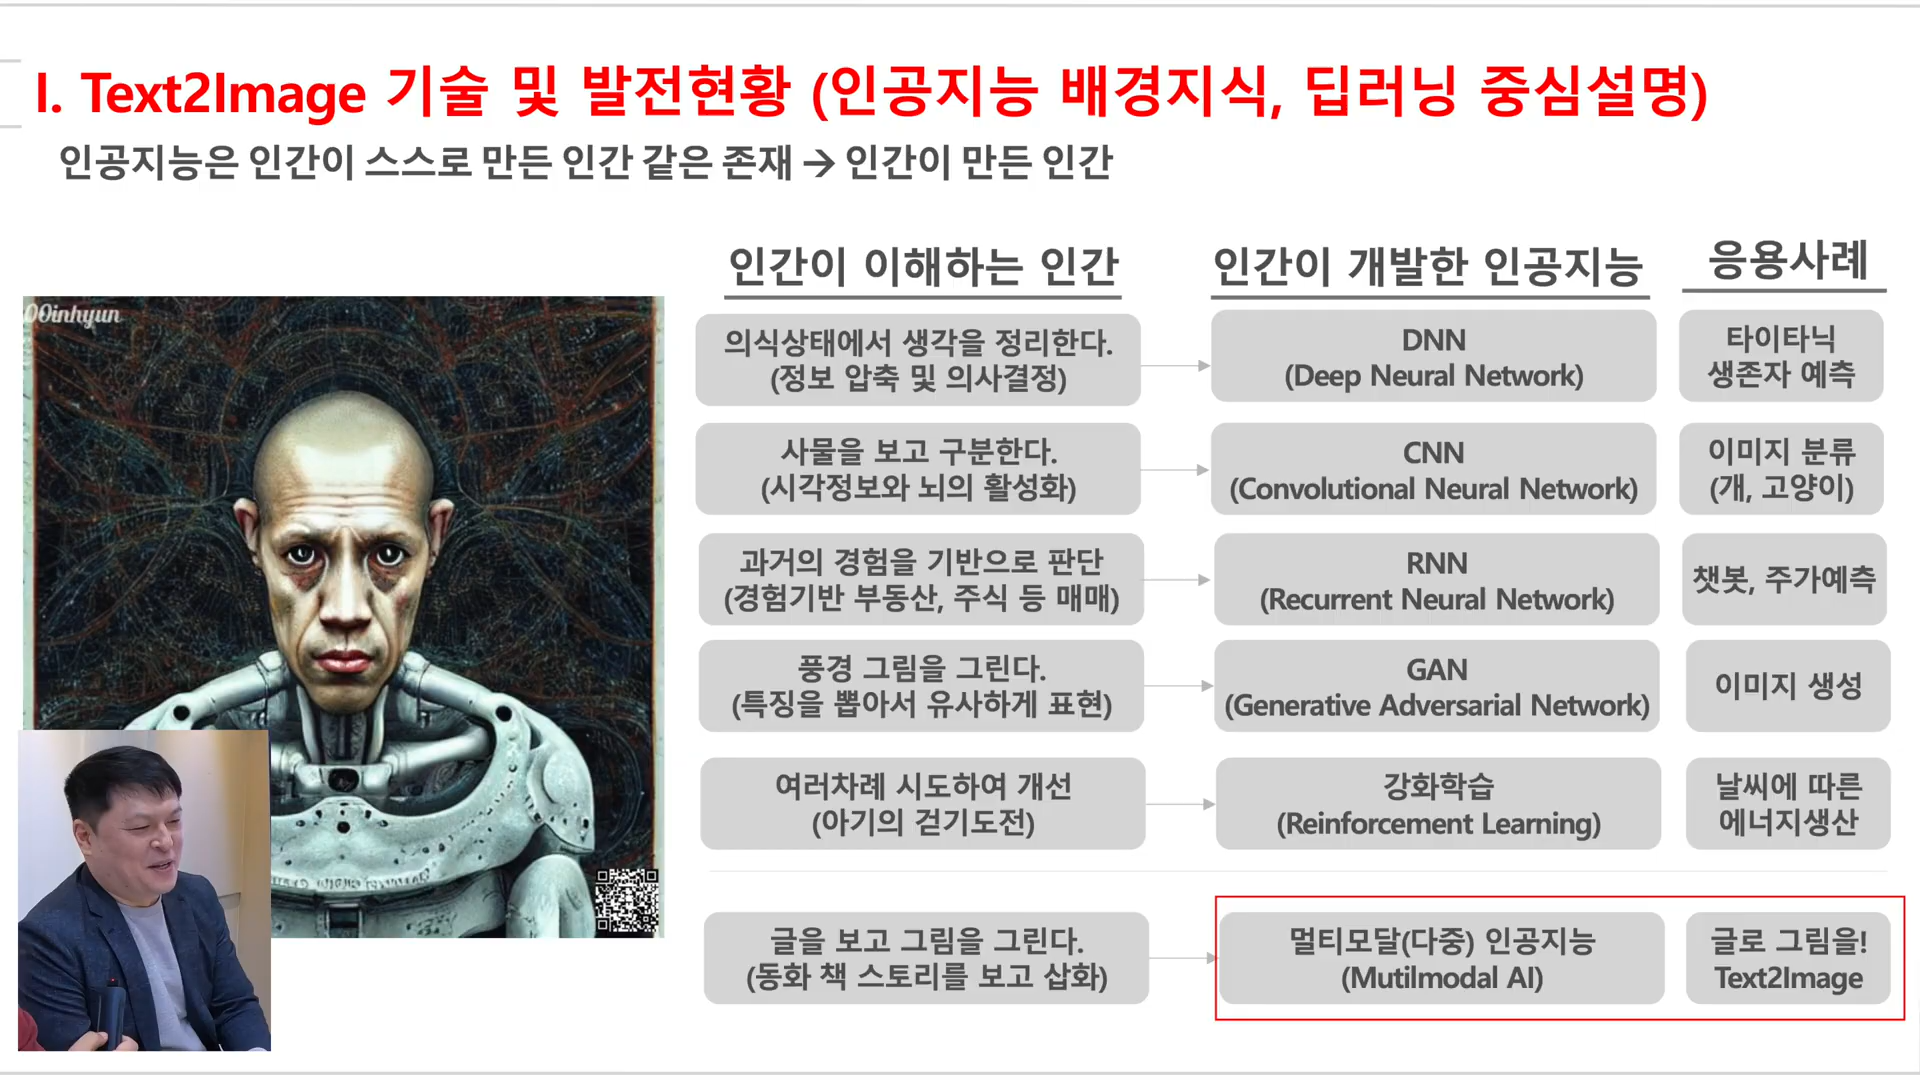 I. Text2Image 기술 및 발전현황 (인공지능 배경지식, 딥러닝 중심설명)
인공지능은 인간이 스스로 만든 인간 같은 존재 → 인간이 만든 인간
00inhyun
인간이 이해하는 인간
인간이 개발한 인공지능
응용사례
의식상태에서 생각을 정리한다.
(정보 압축 및 의사결정)
DNN
(Deep Neural Network)
타이타닉
생존자 예측
사물을 보고 구분한다.
(시각정보와 뇌의 활성화)
CNN
(Convolutional Neural Network)
이미지 분류
(개, 고양이)
과거의 경험을 기반으로 판단
(경험기반 부동산, 주식 등 매매)
RNN
(Recurrent Neural Network)
챗봇, 주가예측
풍경 그림을 그린다.
(특징을 뽑아서 유사하게 표현)
GAN
(Generative Adversarial Network)
이미지 생성
여러차례 시도하여 개선
(아기의 걷기도전)
강화학습
(Reinforcement Learning)
날씨에 따른
에너지생산
글을 보고 그림을 그린다.
(동화 책 스토리를 보고 삽화)
멀티모달(다중) 인공지능
(Mutilmodal AI)
글로 그림을!
Text2Image